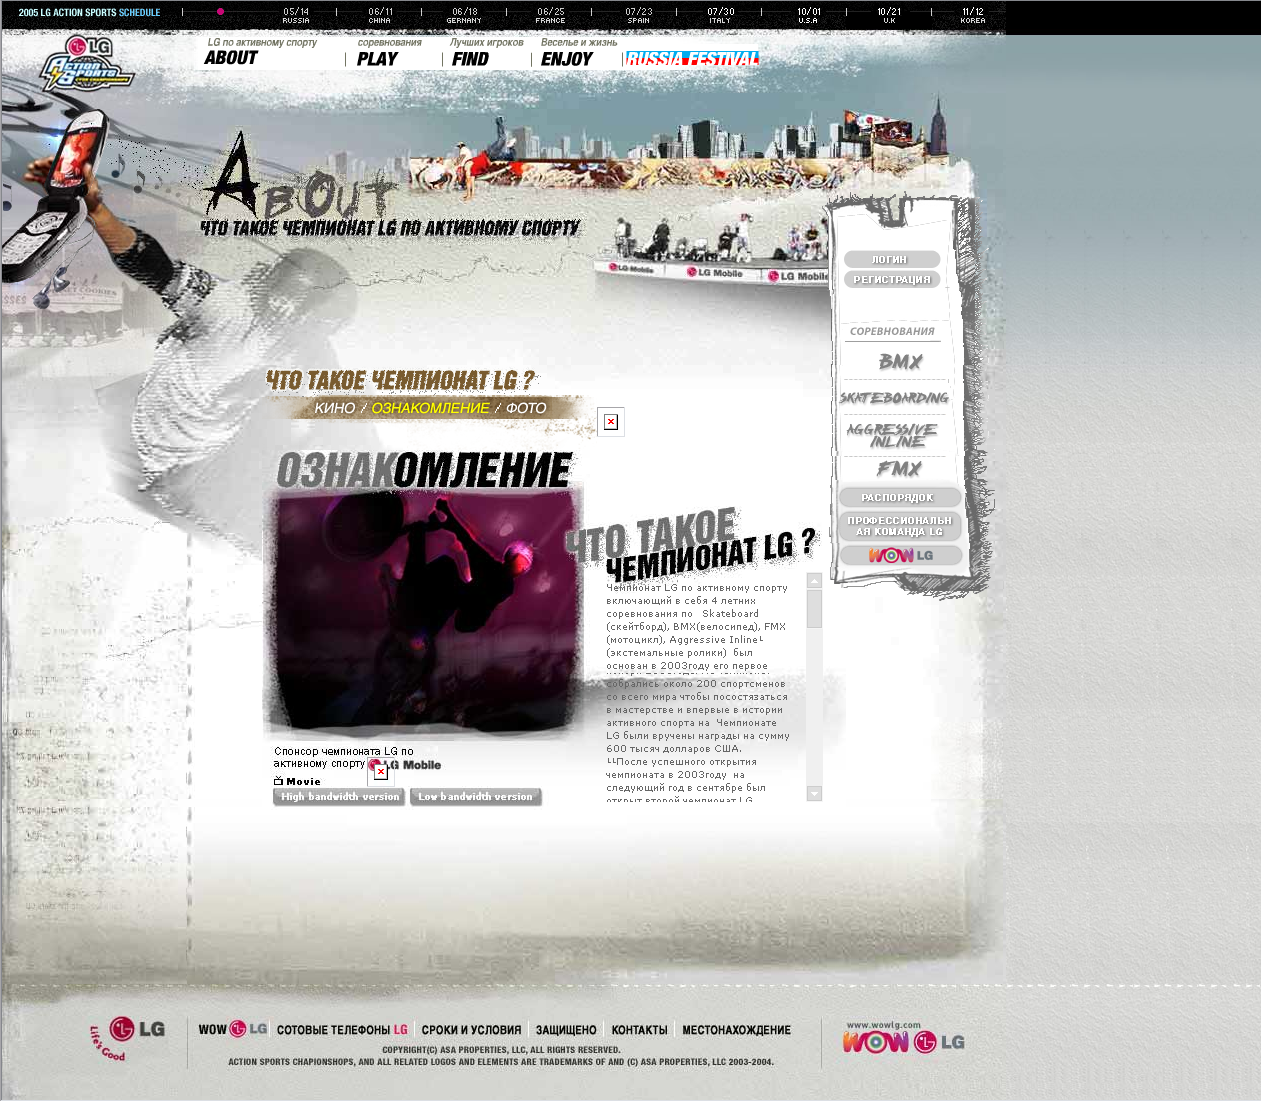 2005 LG ACTION SPORTS SCHEDULE
05/14 RUSSIA
06/11 CHINA
06/18 GERMANY
06/25 FRANCE
07/23 SPAIN
07/30 ITALY
10/01 U.S.A
10/21 U.K
11/12 KOREA
LG ACTION SPORTS
LG по активному спорту
ABOUT
соревнования
PLAY
Лучших игроков
FIND
Веселье и жизнь
ENJOY
RUSSIA FESTIVAL
ABOUT
ЧТО ТАКОЕ ЧЕМПИОНАТ LG ПО АКТИВНОМУ СПОРТУ
LG Mobile
LG Mobile
LG Mobile
ЛОГИН
РЕГИСТРАЦИЯ
СОРЕВНОВАНИЯ
BMX
SKATEBOARDING
AGGRESSIVE
INLINE
FMX
РАСПОРЯДОК
ПРОФЕССИОНАЛЬН
АЯ КОМАНДА LG
WOW LG
ЧТО ТАКОЕ ЧЕМПИОНАТ LG ?
КИНО / ОЗНАКОМЛЕНИЕ / ФОТО
ОЗНАКОМЛЕНИЕ
ЧТО ТАКОЕ
ЧЕМПИОНАТ LG ?
Чемпионат LG по активному спорту
включающий в себя 4 летних
соревнования по Skateboard
(скейтборд), BMX(велосипед), FMX
(мотоцикл), Aggressive Inline
(экстемальные ролики) был
основан в 2003году его первое
собрались около 200 спортсменов
со всего мира чтобы посостязаться
в мастерстве и впервые в истории
активного спорта на Чемпионате
LG были вручены награды на сумму
600 тысяч долларов США.
После успешного открытия
чемпионата в 2003году на
следующий год в сентябре был
открыт второй чемпионат LG
Спонсор чемпионата LG по
активному спорту LG Mobile
Movie
High bandwidth version
Low bandwidth version
Life's Good LG
WOW LG
СОТОВЫЕ ТЕЛЕФОНЫ LG
СРОКИ И УСЛОВИЯ
ЗАЩИЩЕНО
КОНТАКТЫ
МЕСТОНАХОЖДЕНИЕ
COPYRIGHT(C) ASA PROPERTIES, LLC, ALL RIGHTS RESERVED.
ACTION SPORTS CHAPIONSHOPS, AND ALL RELATED LOGOS AND ELEMENTS ARE TRADEMARKS OF AND (C) ASA PROPERTIES, LLC 2003-2004.
www.wowlg.com
WOW LG